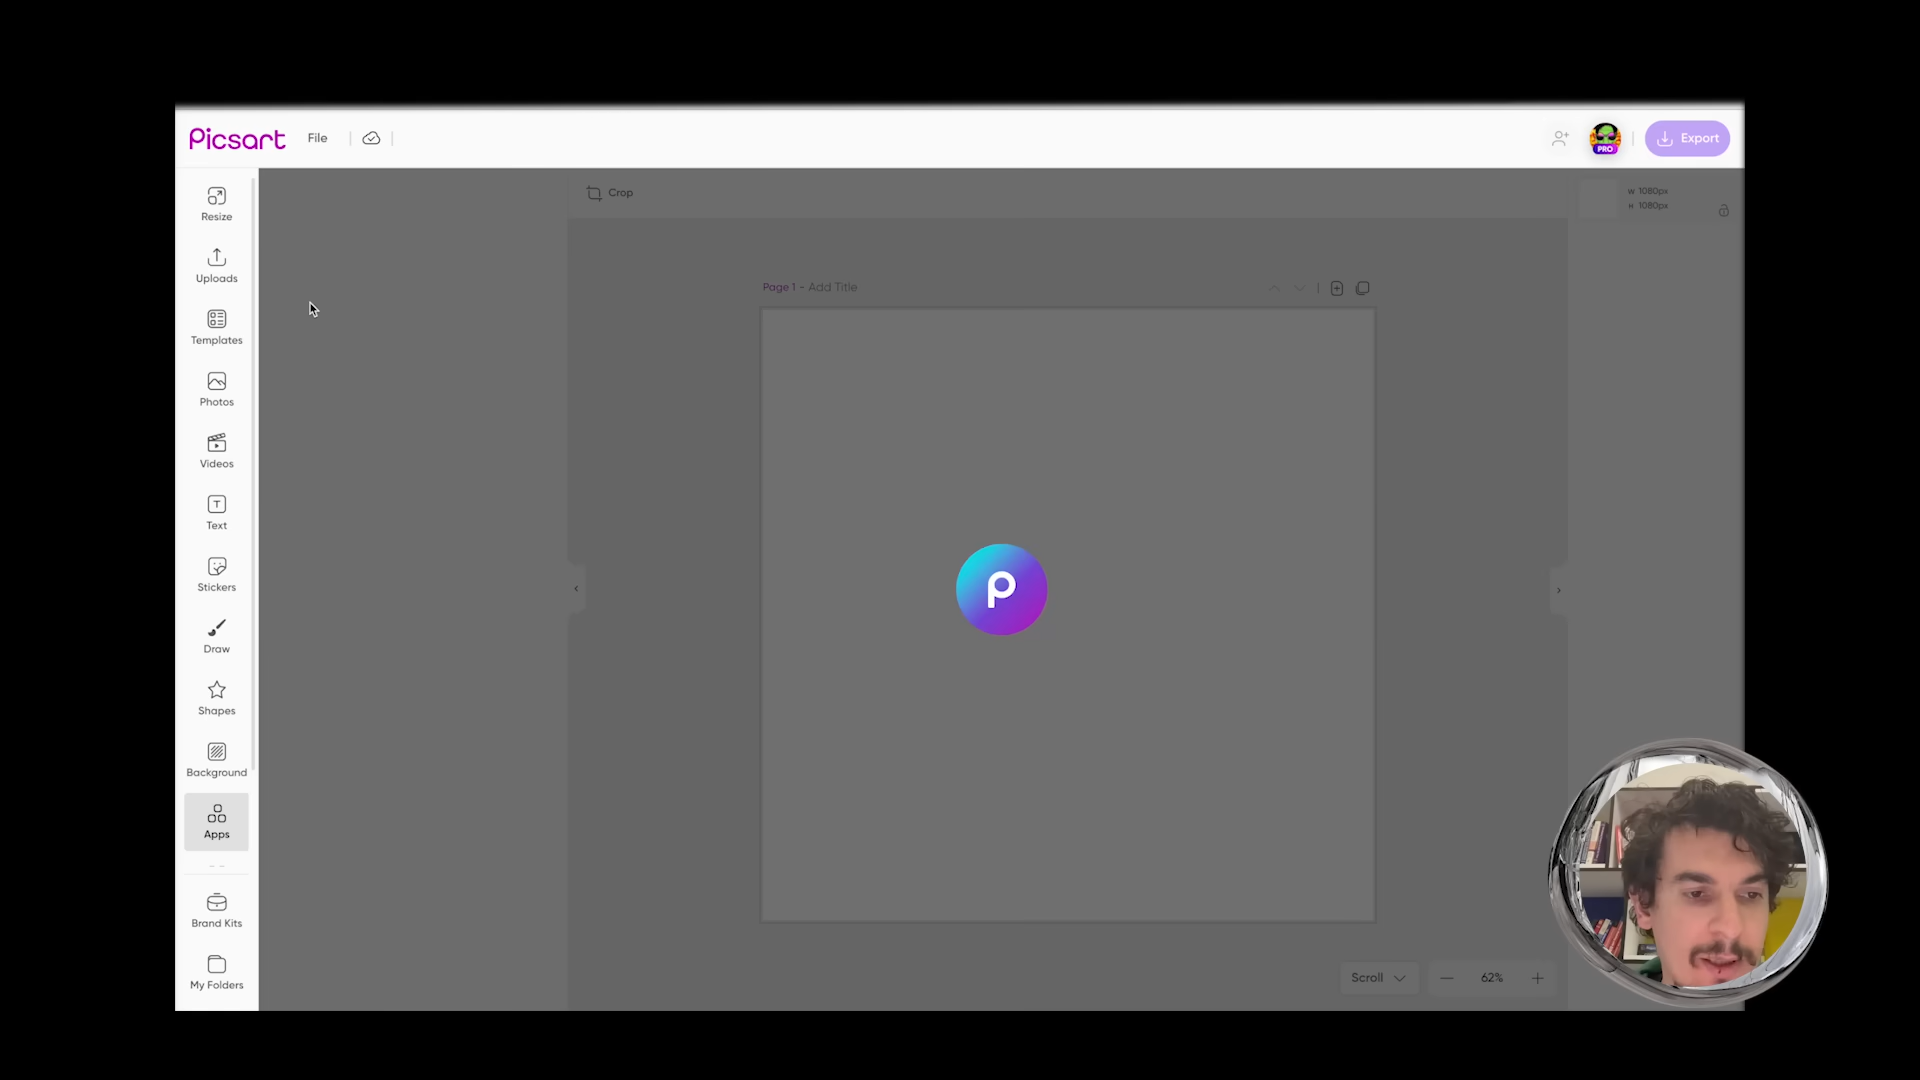 Picsart
File
PRO
Export
Resize
Uploads
Templates
Photos
Videos
Text
Stickers
Draw
Shapes
Background
Apps
Brand Kits
My Folders
Crop
W 1080px
H 1080px
Page 1 - Add Title
Scroll
62%